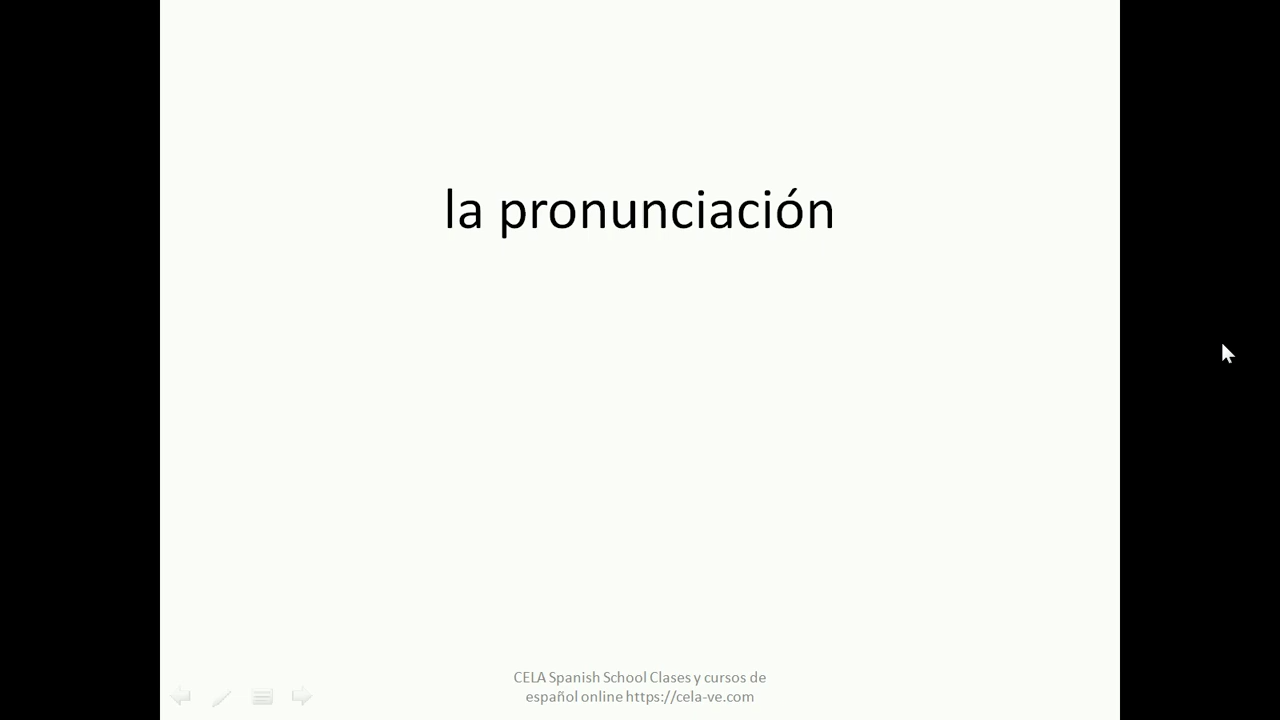 la pronunciación
CELA Spanish School Clases y cursos de
español online https://cela-ve.com